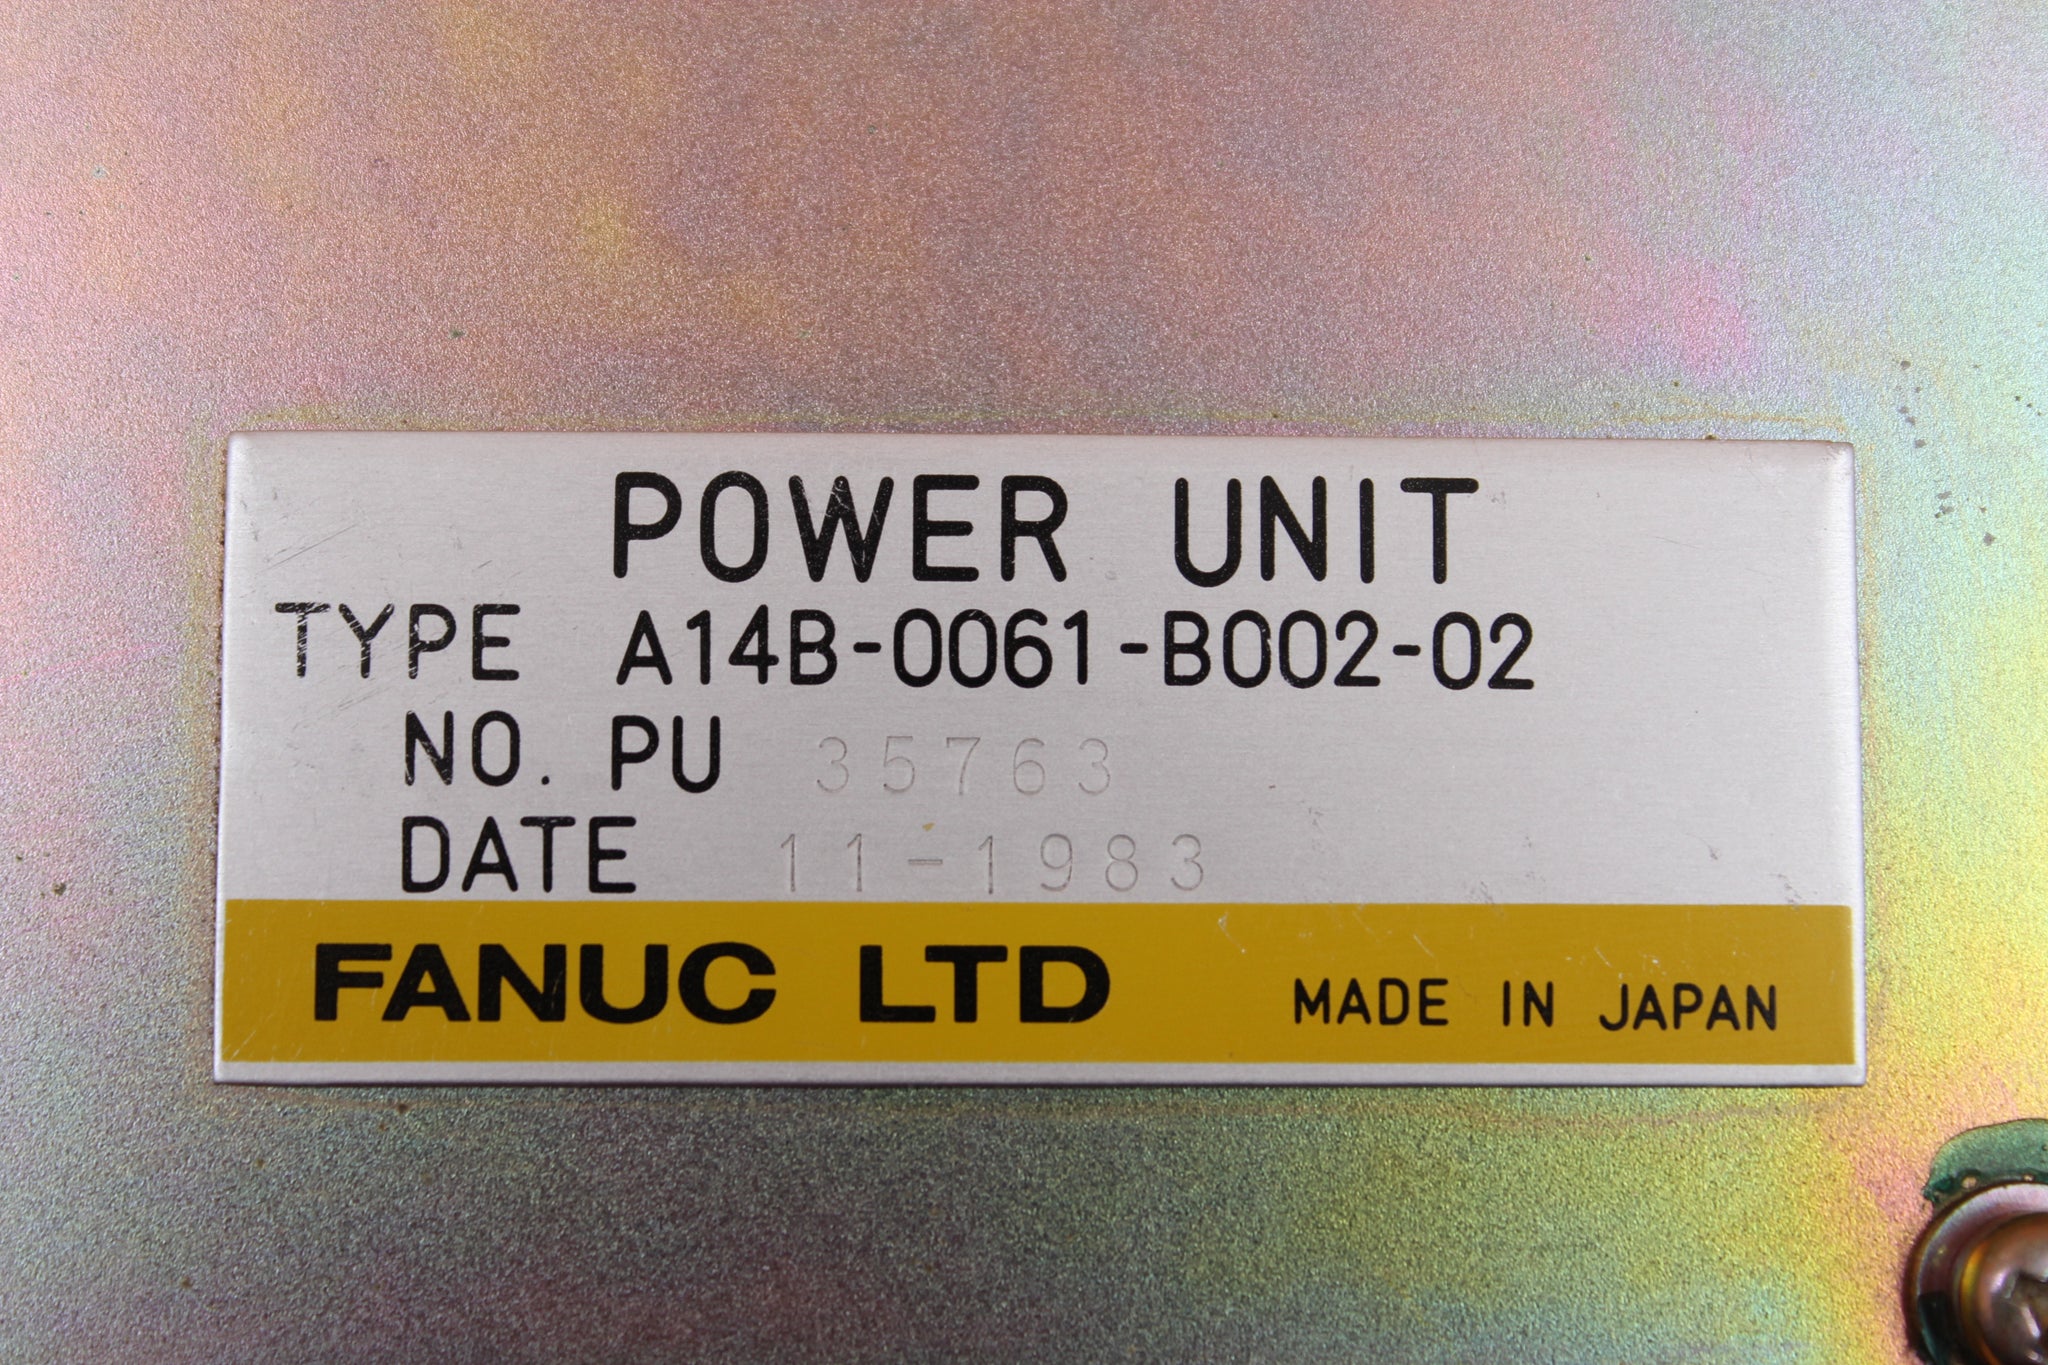 POWER UNIT
TYPE A14B-0061-B002-02
NO. PU 35763
DATE 11-1983
FANUC LTD MADE IN JAPAN